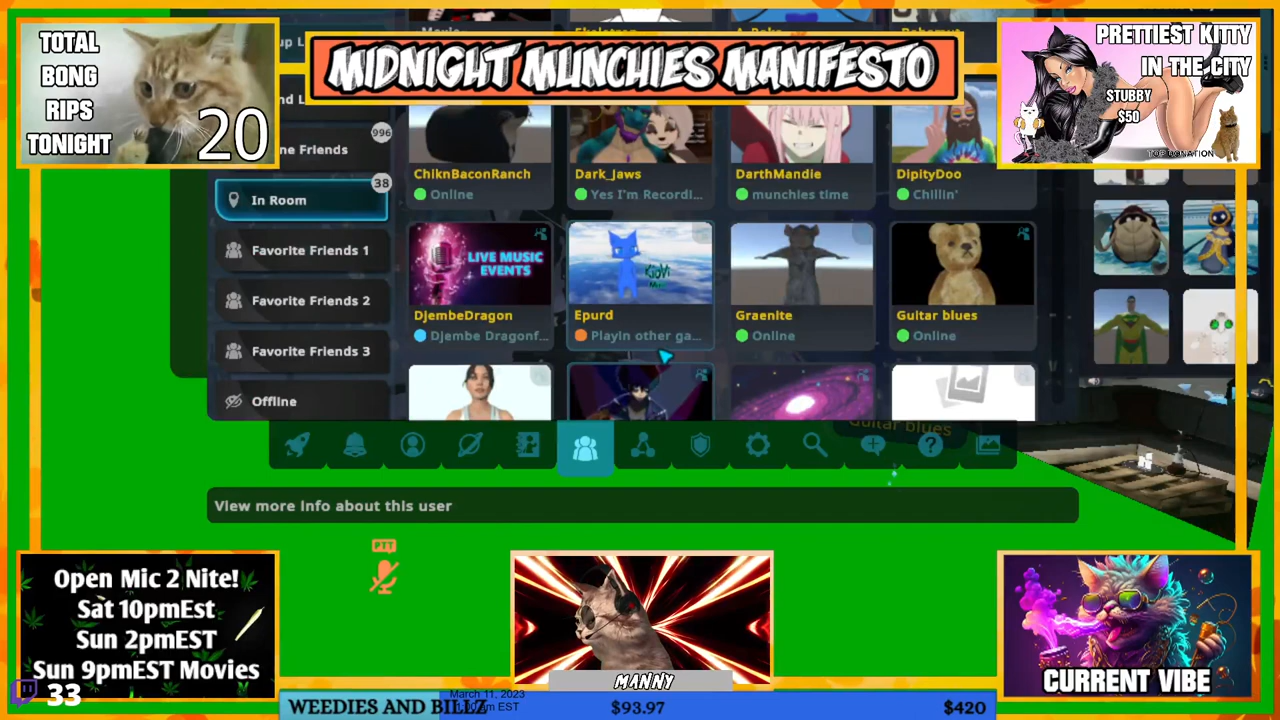 TOTAL
BONG
RIPS
TONIGHT
20
MIDNIGHT MUNCHIES MANIFESTO
PRETTIEST KITTY
IN THE CITY
STUBBY
$50
TOP DONATION
996
ne Friends
38
In Room
Favorite Friends 1
Favorite Friends 2
Favorite Friends 3
Offline
ChiknBaconRanch
Online
Dark_Jaws
Yes I'm Recordi...
DarthMandie
munchies time
DipityDoo
Chillin'
LIVE MUSIC
EVENTS
DjembeDragon
Djembe Dragonf...
Epurd
Playin other ga...
Graenite
Online
Guitar blues
Online
Guitar blues
View more info about this user
PTT
Open Mic 2 Nite!
Sat 10pmEst
Sun 2pmEST
Sun 9pmEST Movies
33
MANNY
CURRENT VIBE
March 11, 2023
WEEDIES AND BILLZ
$93.97
$420